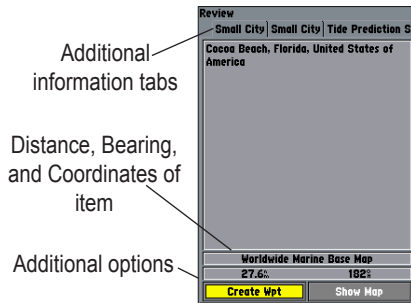 Review
Small City Small City Tide Prediction S
Cocoa Beach, Florida, United States of
America
Worldwide Marine Base Map
27.6 182°
Create Wpt Show Map
Additional
information tabs
Distance, Bearing,
and Coordinates of
item
Additional options